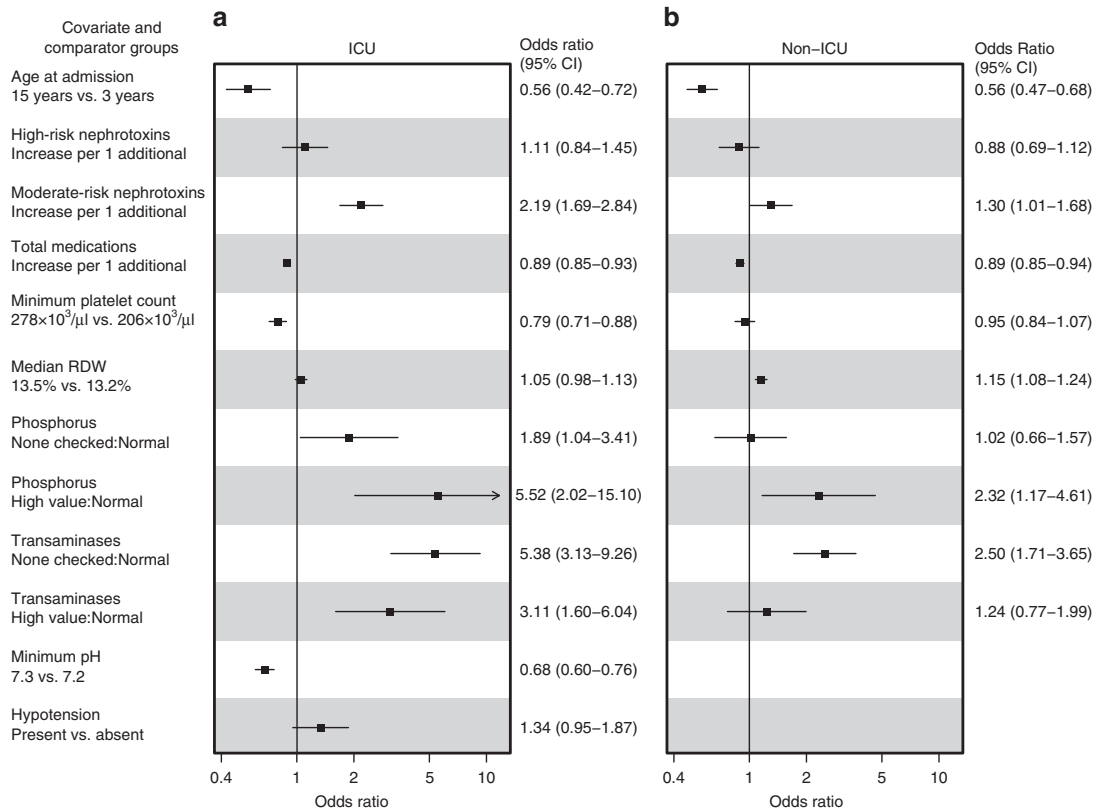 a
b
Covariate and
comparator groups
ICU
Odds ratio
(95% CI)
Non−ICU
Odds Ratio
(95% CI)
Age at admission
15 years vs. 3 years
0.56 (0.42−0.72)
0.56 (0.47−0.68)
High-risk nephrotoxins
Increase per 1 additional
1.11 (0.84−1.45)
0.88 (0.69−1.12)
Moderate-risk nephrotoxins
Increase per 1 additional
2.19 (1.69−2.84)
1.30 (1.01−1.68)
Total medications
Increase per 1 additional
0.89 (0.85−0.93)
0.89 (0.85−0.94)
Minimum platelet count
278×10³/µl vs. 206×10³/µl
0.79 (0.71−0.88)
0.95 (0.84−1.07)
Median RDW
13.5% vs. 13.2%
1.05 (0.98−1.13)
1.15 (1.08−1.24)
Phosphorus
None checked:Normal
1.89 (1.04−3.41)
1.02 (0.66−1.57)
Phosphorus
High value:Normal
5.52 (2.02−15.10)
2.32 (1.17−4.61)
Transaminases
None checked:Normal
5.38 (3.13−9.26)
2.50 (1.71−3.65)
Transaminases
High value:Normal
3.11 (1.60−6.04)
1.24 (0.77−1.99)
Minimum pH
7.3 vs. 7.2
0.68 (0.60−0.76)
Hypotension
Present vs. absent
1.34 (0.95−1.87)
0.4 1 2 5 10
Odds ratio
0.4 1 2 5 10
Odds ratio